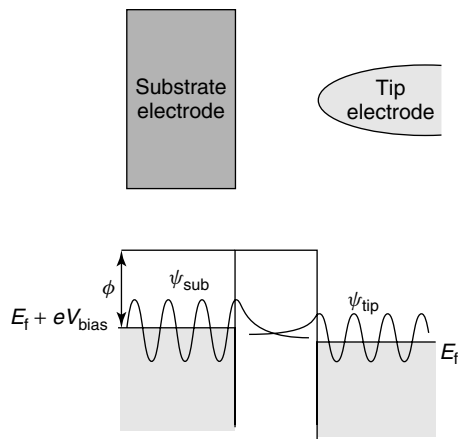 Substrate
electrode
Tip
electrode
ϕ
ψsub
ψtip
Ef + eVbias
Ef